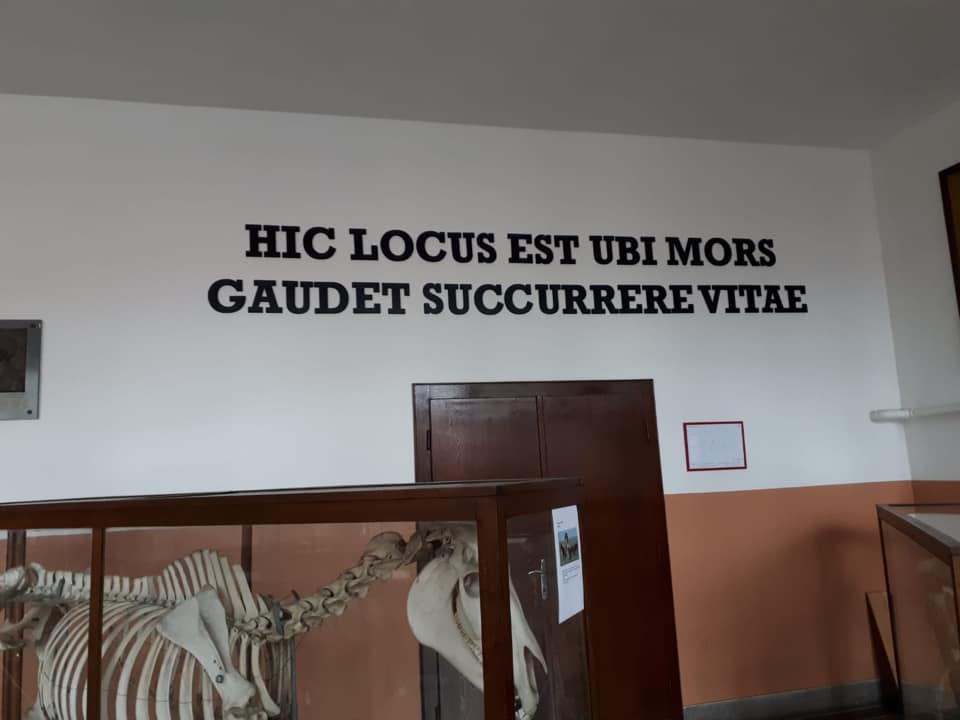 HIC LOCUS EST UBI MORS
GAUDET SUCCURRERE VITAE